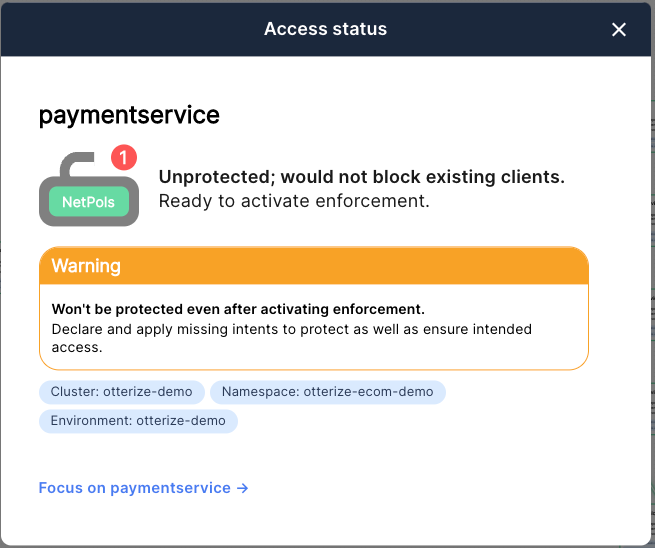 Access status
paymentservice
1
NetPols
Unprotected; would not block existing clients.
Ready to activate enforcement.
Warning
Won't be protected even after activating enforcement.
Declare and apply missing intents to protect as well as ensure intended
access.
Cluster: otterize-demo
Namespace: otterize-ecom-demo
Environment: otterize-demo
Focus on paymentservice →